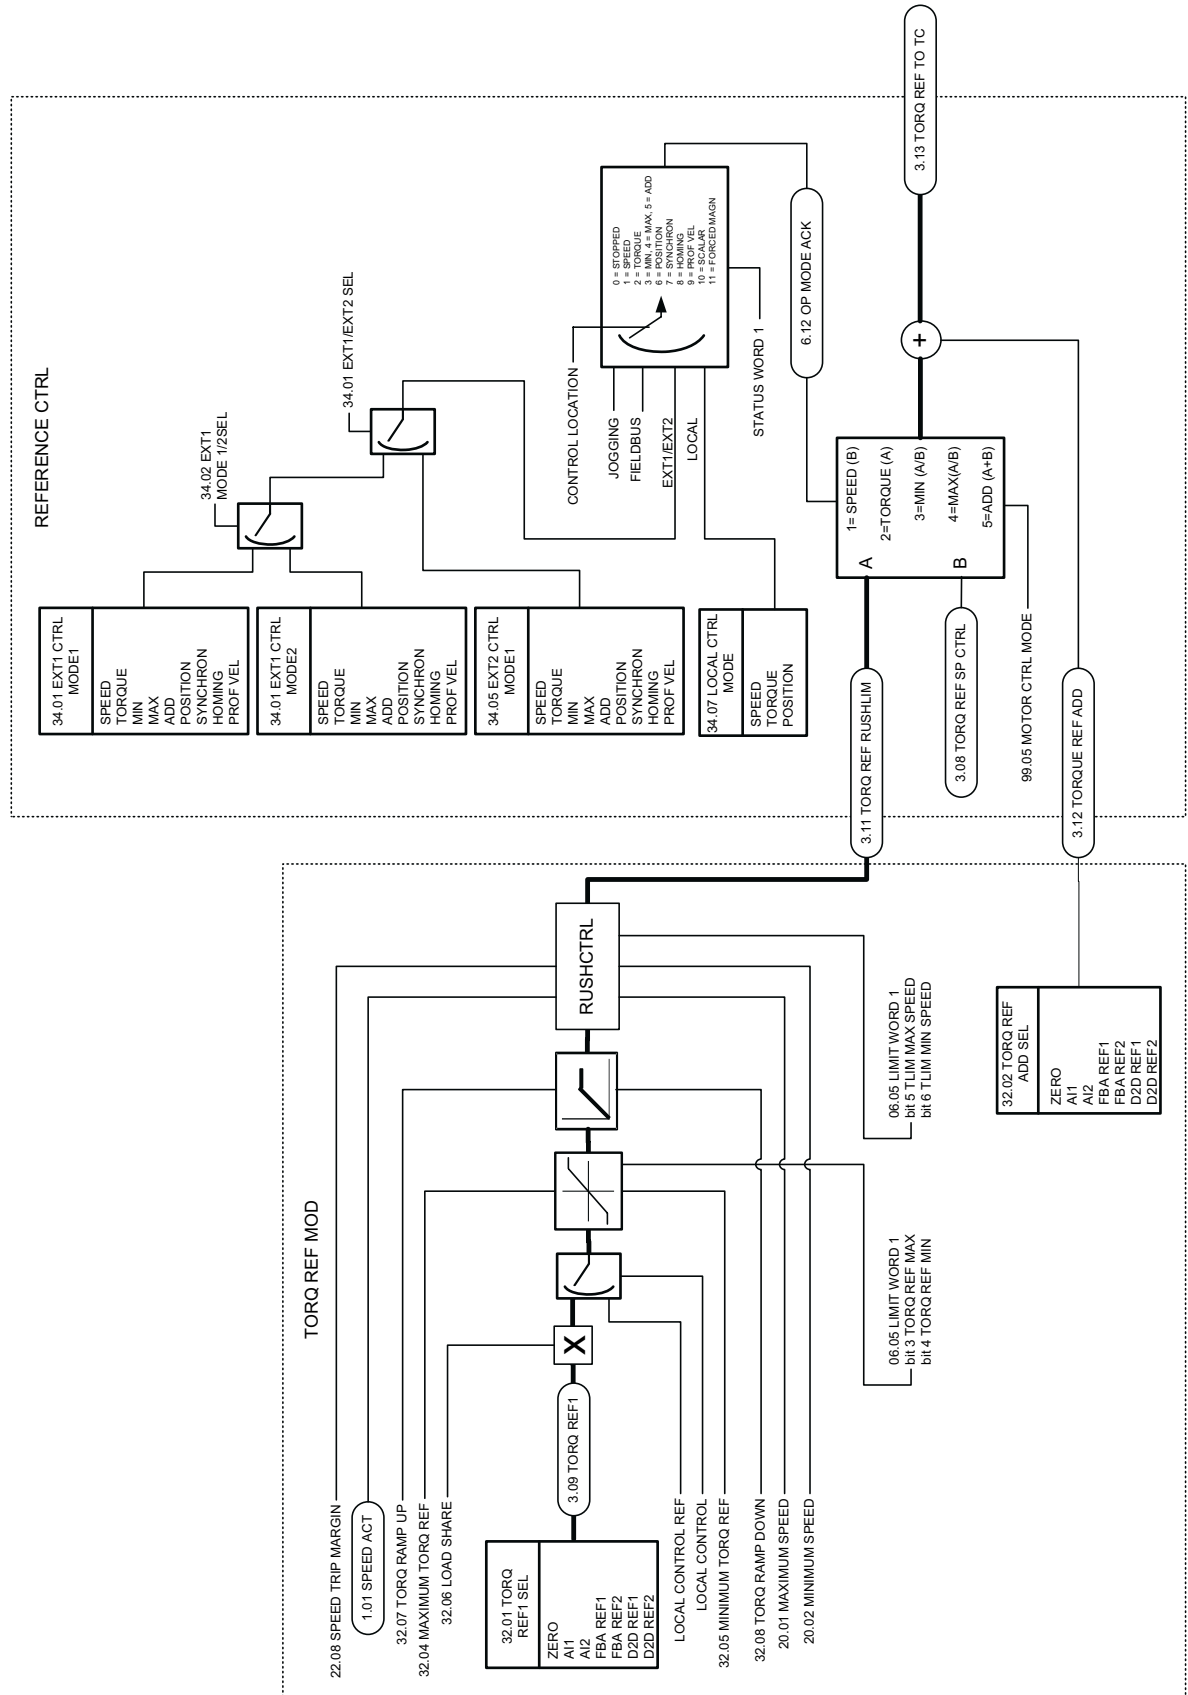 TORQ REF MOD
22.08 SPEED TRIP MARGIN
1.01 SPEED ACT
32.07 TORQ RAMP UP
32.04 MAXIMUM TORQ REF
32.06 LOAD SHARE
32.01 TORQ
REF1 SEL
ZERO
AI1
AI2
FBA REF1
FBA REF2
D2D REF1
D2D REF2
3.09 TORQ REF1
X
RUSHCTRL
LOCAL CONTROL REF
LOCAL CONTROL
32.05 MINIMUM TORQ REF
32.08 TORQ RAMP DOWN
20.01 MAXIMUM SPEED
20.02 MINIMUM SPEED
06.05 LIMIT WORD 1
bit 3 TORQ REF MAX
bit 4 TORQ REF MIN
06.05 LIMIT WORD 1
bit 5 TLIM MAX SPEED
bit 6 TLIM MIN SPEED
32.02 TORQ REF
ADD SEL
ZERO
AI1
AI2
FBA REF1
FBA REF2
D2D REF1
D2D REF2
REFERENCE CTRL
34.01 EXT1 CTRL
MODE1
SPEED
TORQUE
MIN
MAX
ADD
POSITION
SYNCHRON
HOMING
PROF VEL
34.01 EXT1 CTRL
MODE2
SPEED
TORQUE
MIN
MAX
ADD
POSITION
SYNCHRON
HOMING
PROF VEL
34.05 EXT2 CTRL
MODE1
SPEED
TORQUE
MIN
MAX
ADD
POSITION
SYNCHRON
HOMING
PROF VEL
34.07 LOCAL CTRL
MODE
SPEED
TORQUE
POSITION
34.02 EXT1
MODE 1/2SEL
34.01 EXT1/EXT2 SEL
CONTROL LOCATION
JOGGING
FIELDBUS
EXT1/EXT2
LOCAL
0 = STOPPED
1 = SPEED
2 = TORQUE
3 = MIN, 4 = MAX, 5 = ADD
6 = POSITION
7 = SYNCHRON
8 = HOMING
9 = PROF VEL
10 = SCALAR
11 = FORCED MAGN
STATUS WORD 1
6.12 OP MODE ACK
3.11 TORQ REF RUSHLIM
3.08 TORQ REF SP CTRL
99.05 MOTOR CTRL MODE
3.12 TORQUE REF ADD
A
B
1= SPEED (B)
2=TORQUE (A)
3=MIN (A/B)
4=MAX(A/B)
5=ADD (A+B)
+
3.13 TORQ REF TO TC